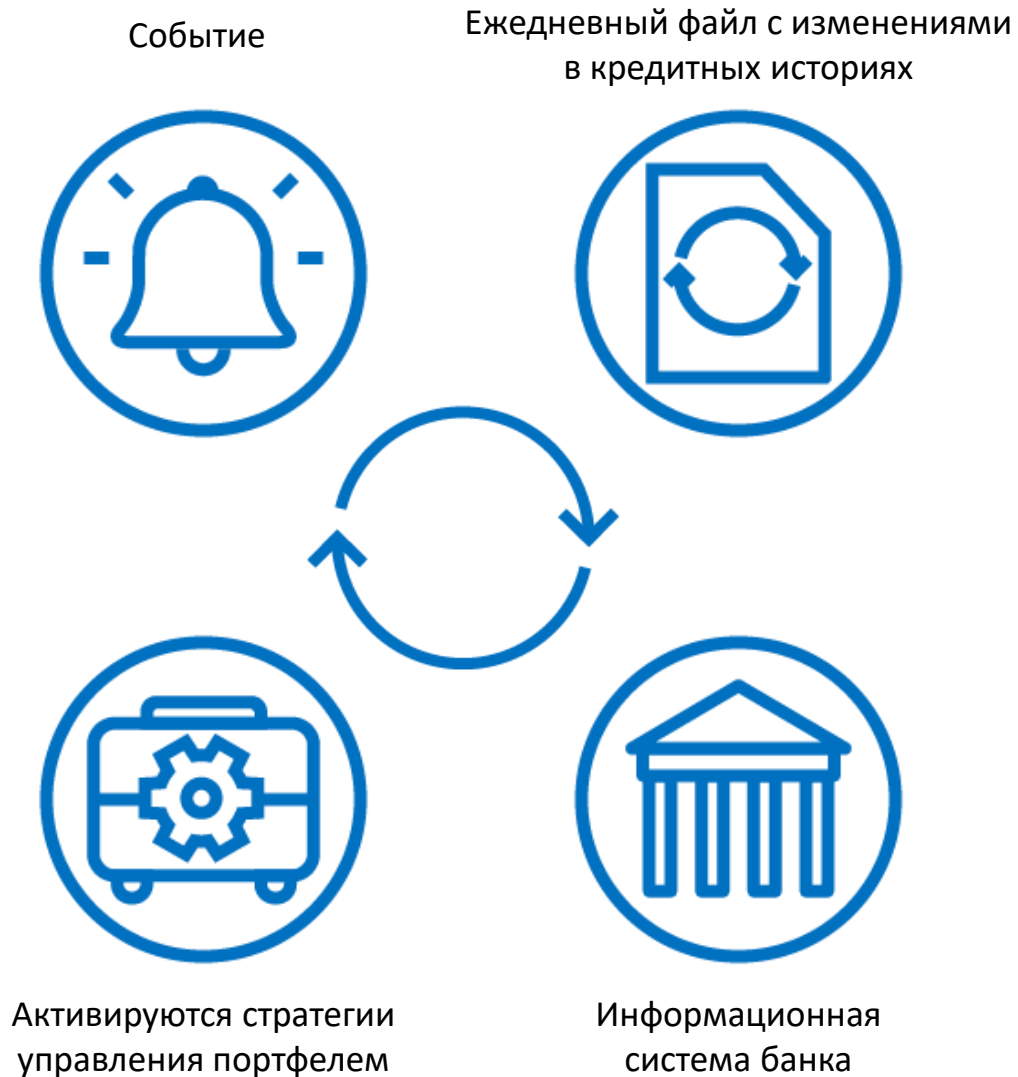 Событие
Ежедневный файл с изменениями
в кредитных историях
Активируются стратегии
управления портфелем
Информационная
система банка